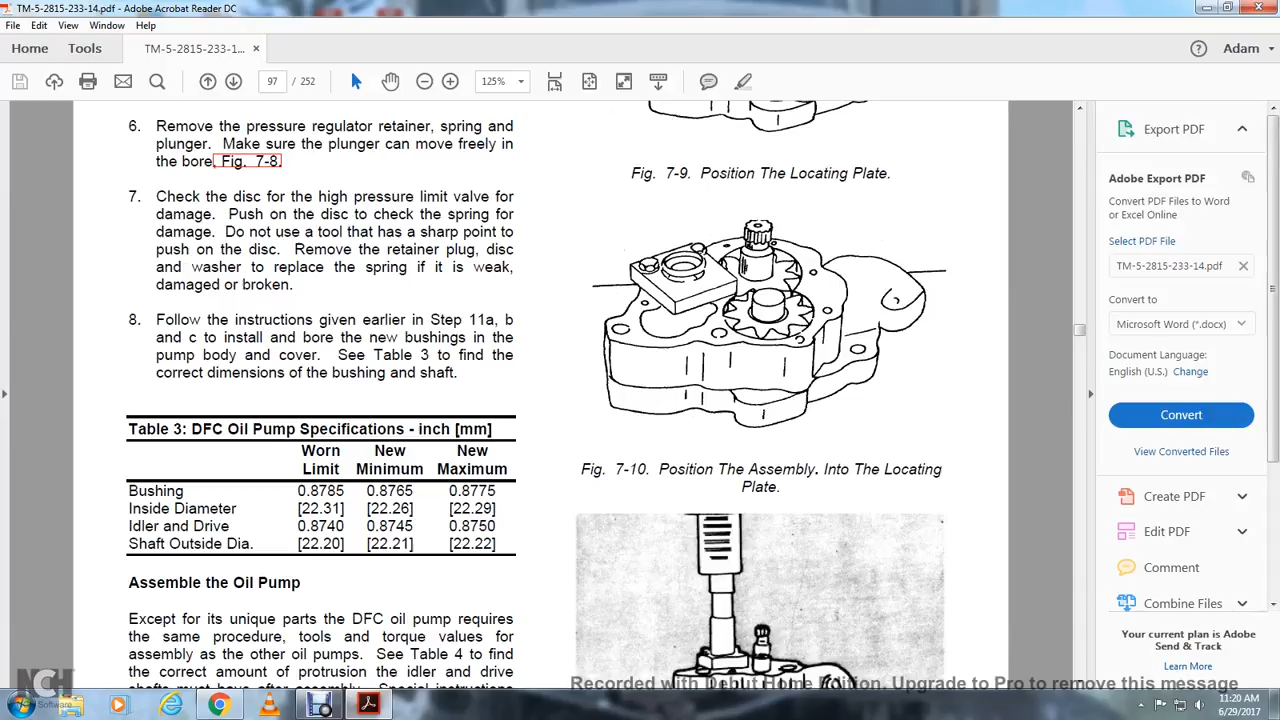 TM-5-2815-233-14.pdf - Adobe Acrobat Reader DC
File Edit View Window Help
Home Tools TM-5-2815-233-1... × Adam
97 / 252 125%
6. Remove the pressure regulator retainer, spring and
plunger. Make sure the plunger can move freely in
the bore. Fig. 7-8.
7. Check the disc for the high pressure limit valve for
damage. Push on the disc to check the spring for
damage. Do not use a tool that has a sharp point to
push on the disc. Remove the retainer plug, disc
and washer to replace the spring if it is weak,
damaged or broken.
8. Follow the instructions given earlier in Step 11a, b
and c to install and bore the new bushings in the
pump body and cover. See Table 3 to find the
correct dimensions of the bushing and shaft.
Table 3: DFC Oil Pump Specifications - inch [mm]
Worn New New
Limit Minimum Maximum
Bushing 0.8785 0.8765 0.8775
Inside Diameter [22.31] [22.26] [22.29]
Idler and Drive 0.8740 0.8745 0.8750
Shaft Outside Dia. [22.20] [22.21] [22.22]
Assemble the Oil Pump
Except for its unique parts the DFC oil pump requires
the same procedure, tools and torque values for
assembly as the other oil pumps. See Table 4 to find
the correct amount of protrusion the idler and drive
shafts must have after assembly. Special instructions
Fig. 7-9. Position The Locating Plate.
Fig. 7-10. Position The Assembly. Into The Locating
Plate.
Export PDF
Adobe Export PDF
Convert PDF Files to Word
or Excel Online
Select PDF File
TM-5-2815-233-14.pdf
Convert to
Microsoft Word (*.docx)
Document Language:
English (U.S.) Change
Convert
View Converted Files
Create PDF
Edit PDF
Comment
Combine Files
Your current plan is Adobe
Send & Track
Learn More
Recorded with Debut Home Edition. Upgrade to Pro to remove this message
NCH
Software
11:20 AM
6/29/2017